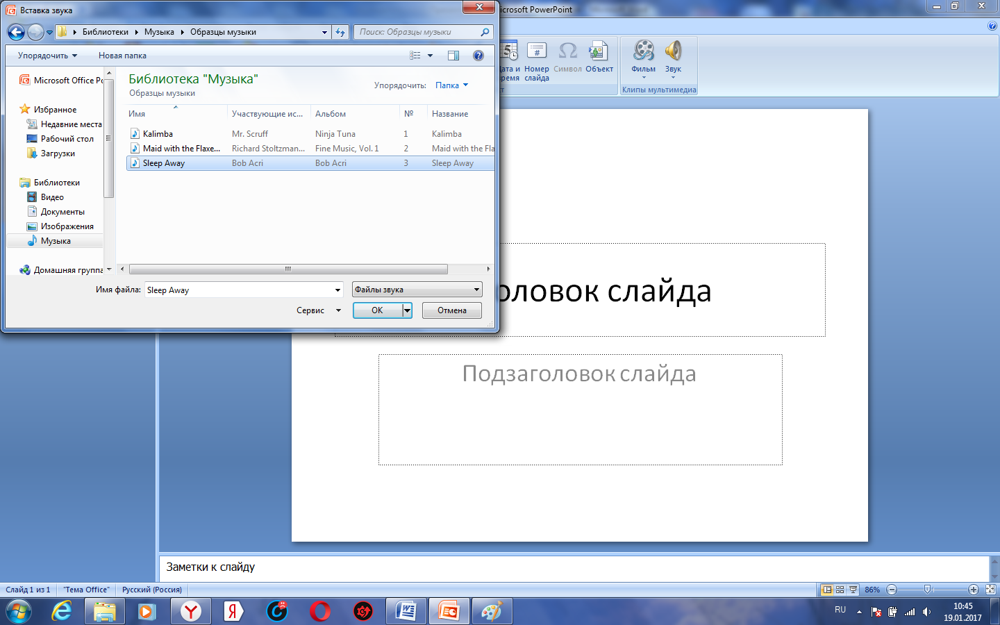 Вставка звука
Microsoft PowerPoint
Библиотеки Музыка Образцы музыки
Поиск: Образцы музыки
Упорядочить Новая папка
Microsoft Office Po
Избранное
Недавние места
Рабочий стол
Загрузки
Библиотеки
Видео
Документы
Изображения
Музыка
Домашняя группа
Библиотека "Музыка"
Образцы музыки
Упорядочить: Папка
Имя Участвующие ис... Альбом № Название
Kalimba Mr. Scruff Ninja Tuna 1 Kalimba
Maid with the Flaxe... Richard Stoltzman... Fine Music, Vol. 1 2 Maid with the Fla
Sleep Away Bob Acri Bob Acri 3 Sleep Away
Имя файла: Sleep Away Файлы звука
Сервис OK Отмена
5
#
Дата и время
Номер слайда
Символ
Объект
Фильм
Звук
Клипы мультимедиа
оловок слайда
Подзаголовок слайда
Заметки к слайду
Слайд 1 из 1 "Тема Office" Русский (Россия) 86%
RU
10:45
19.01.2017